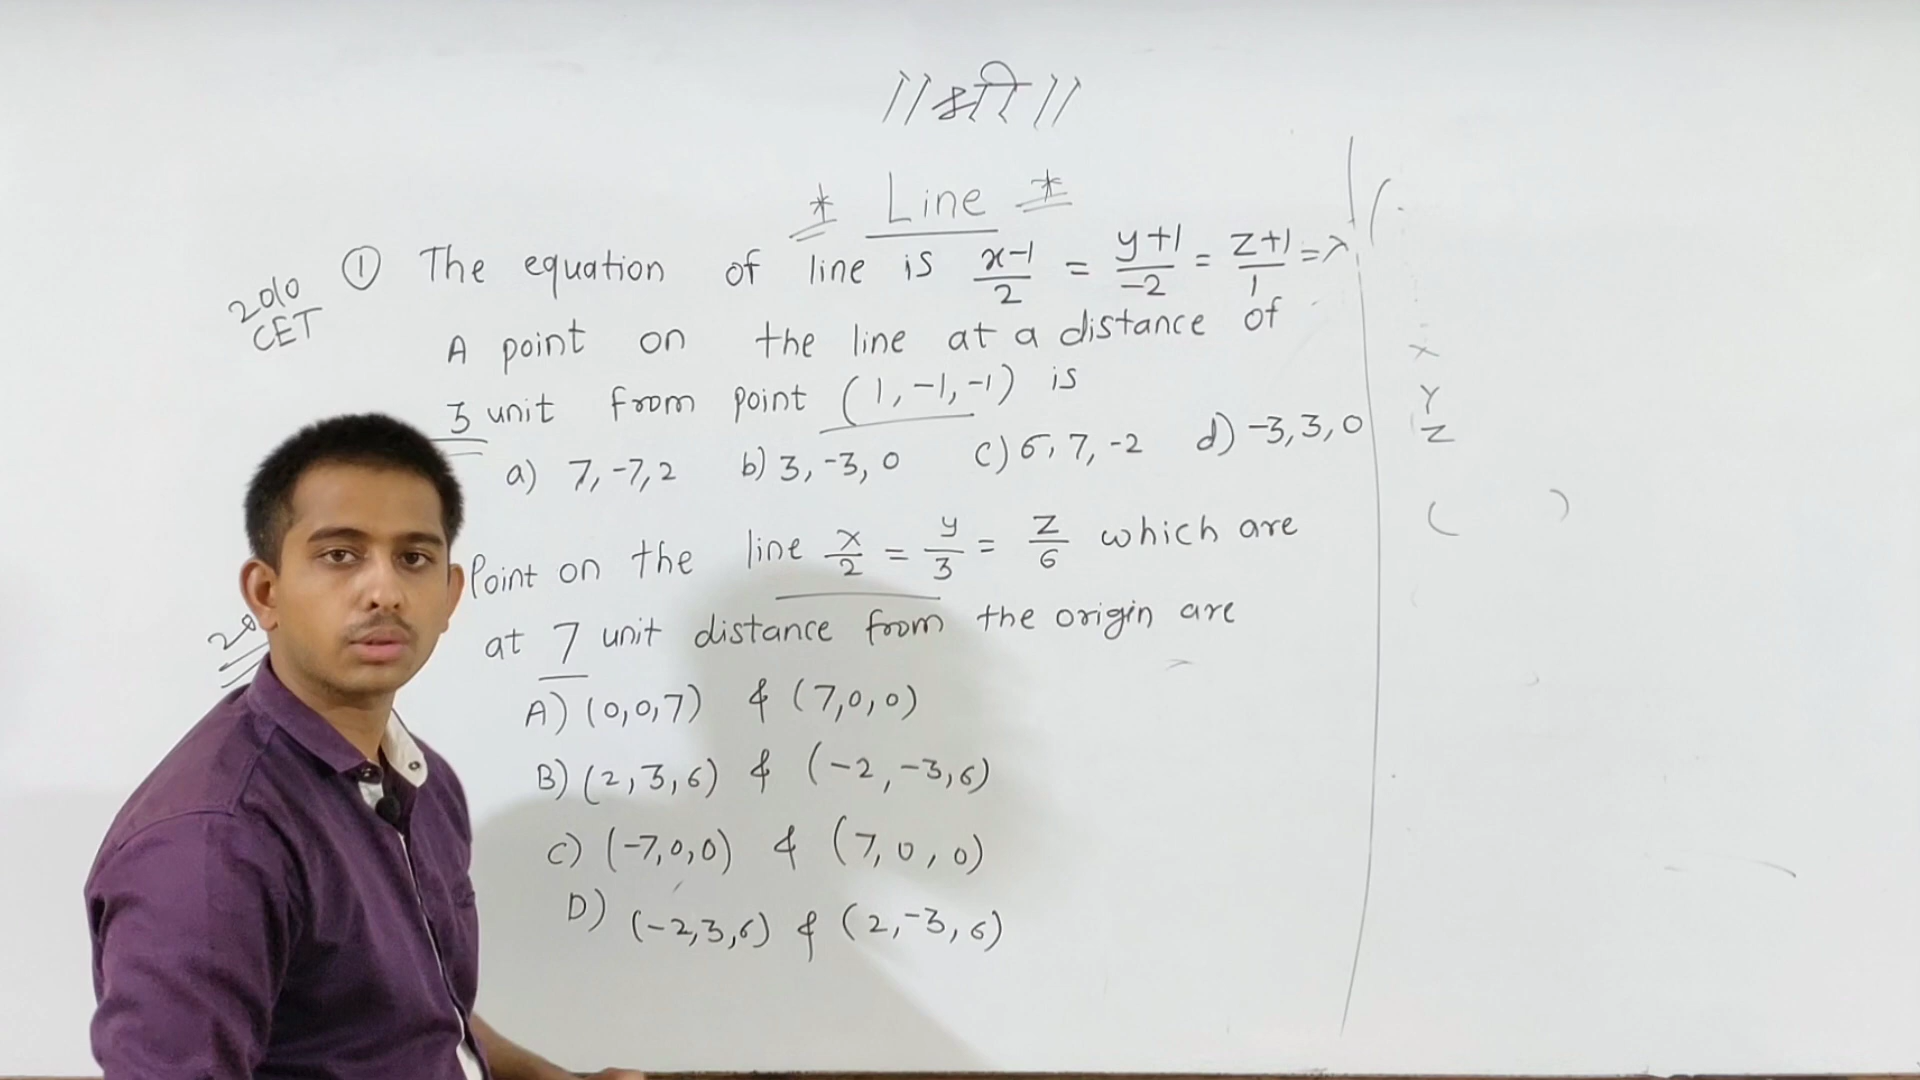 ॥श्री॥
* Line *
2010 CET
① The equation of line is x-1/2 = y+1/-2 = z+1/1 = λ
A point on the line at a distance of
3 unit from point (1, -1, -1) is
a) 7, -7, 2 b) 3, -3, 0 c) 6, 7, -2 d) -3, 3, 0
Point on the line x/2 = y/3 = z/6 which are
at 7 unit distance from the origin are
A) (0,0,7) & (7,0,0)
B) (2,3,6) & (-2,-3,6)
C) (-7,0,0) & (7,0,0)
D) (-2,3,6) & (2,-3,6)
x
y
z
( )